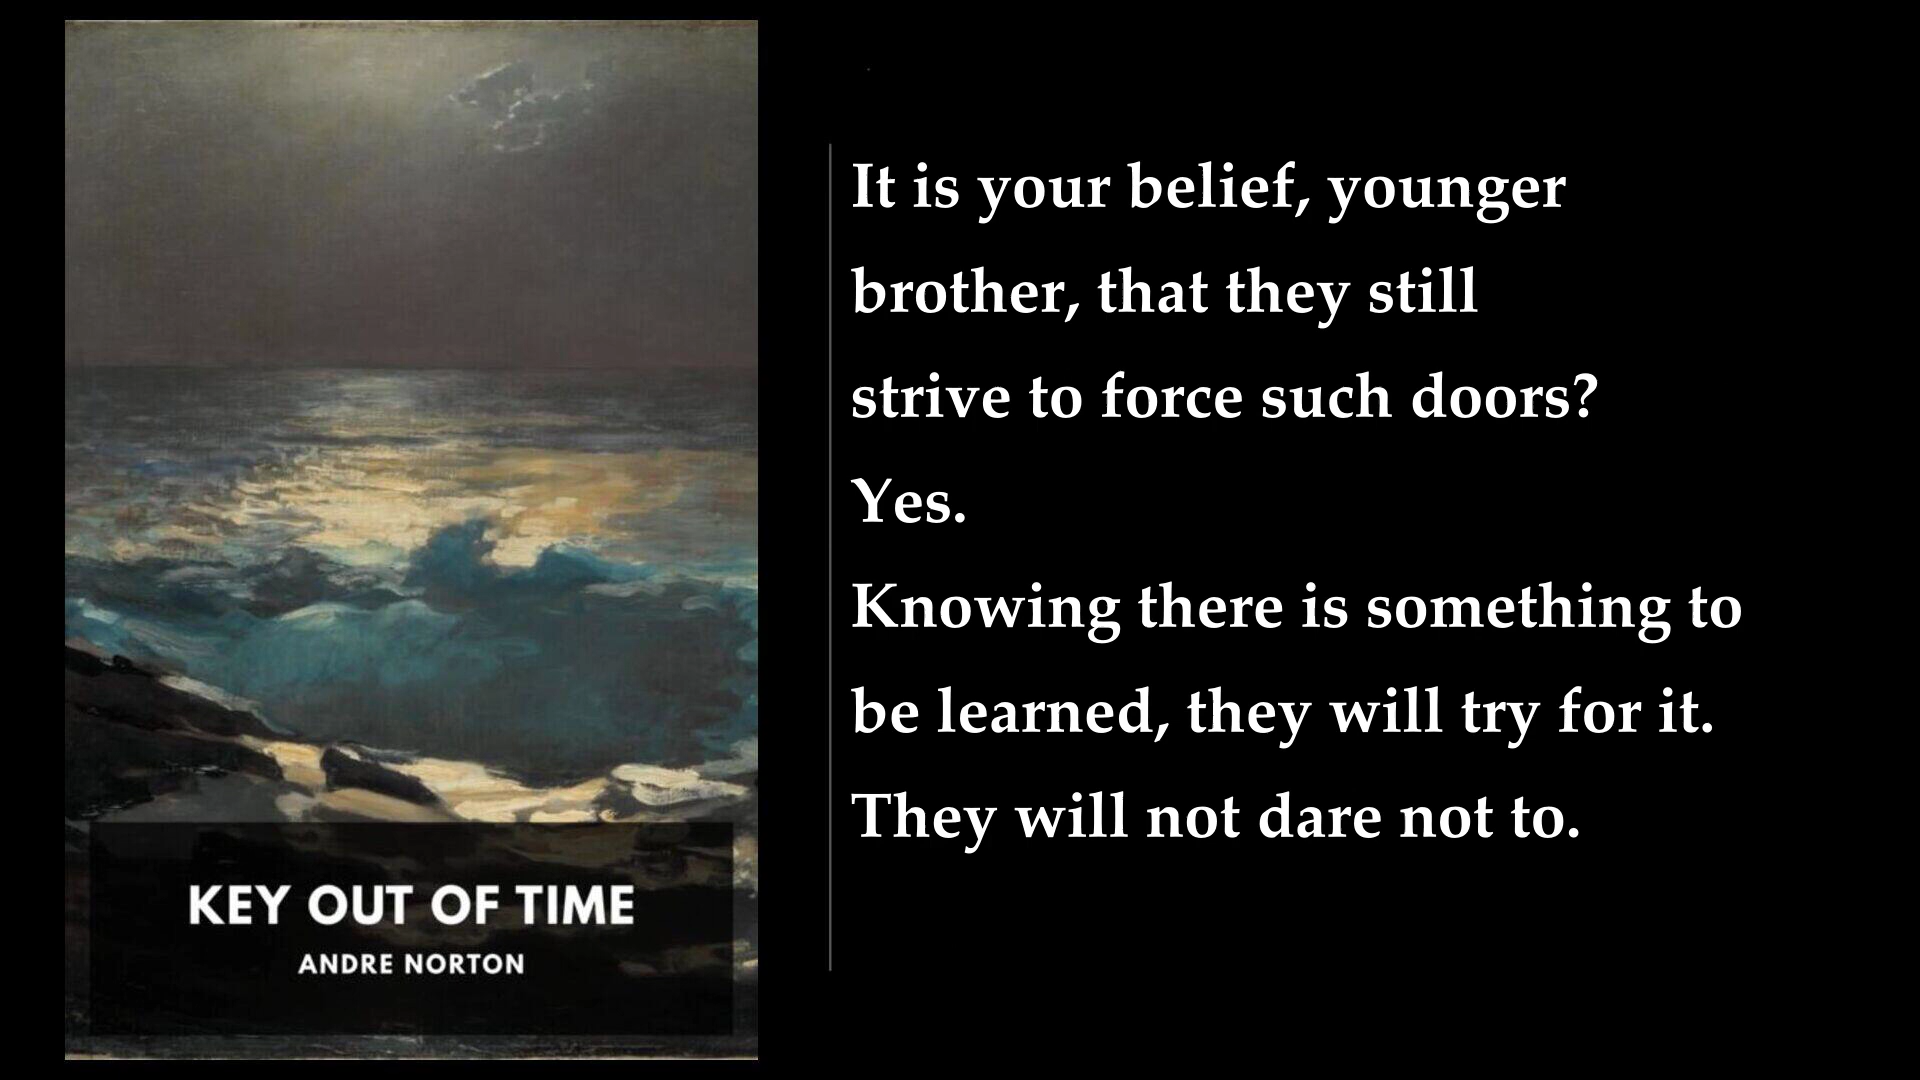 KEY OUT OF TIME
ANDRE NORTON
It is your belief, younger
brother, that they still
strive to force such doors?
Yes.
Knowing there is something to
be learned, they will try for it.
They will not dare not to.